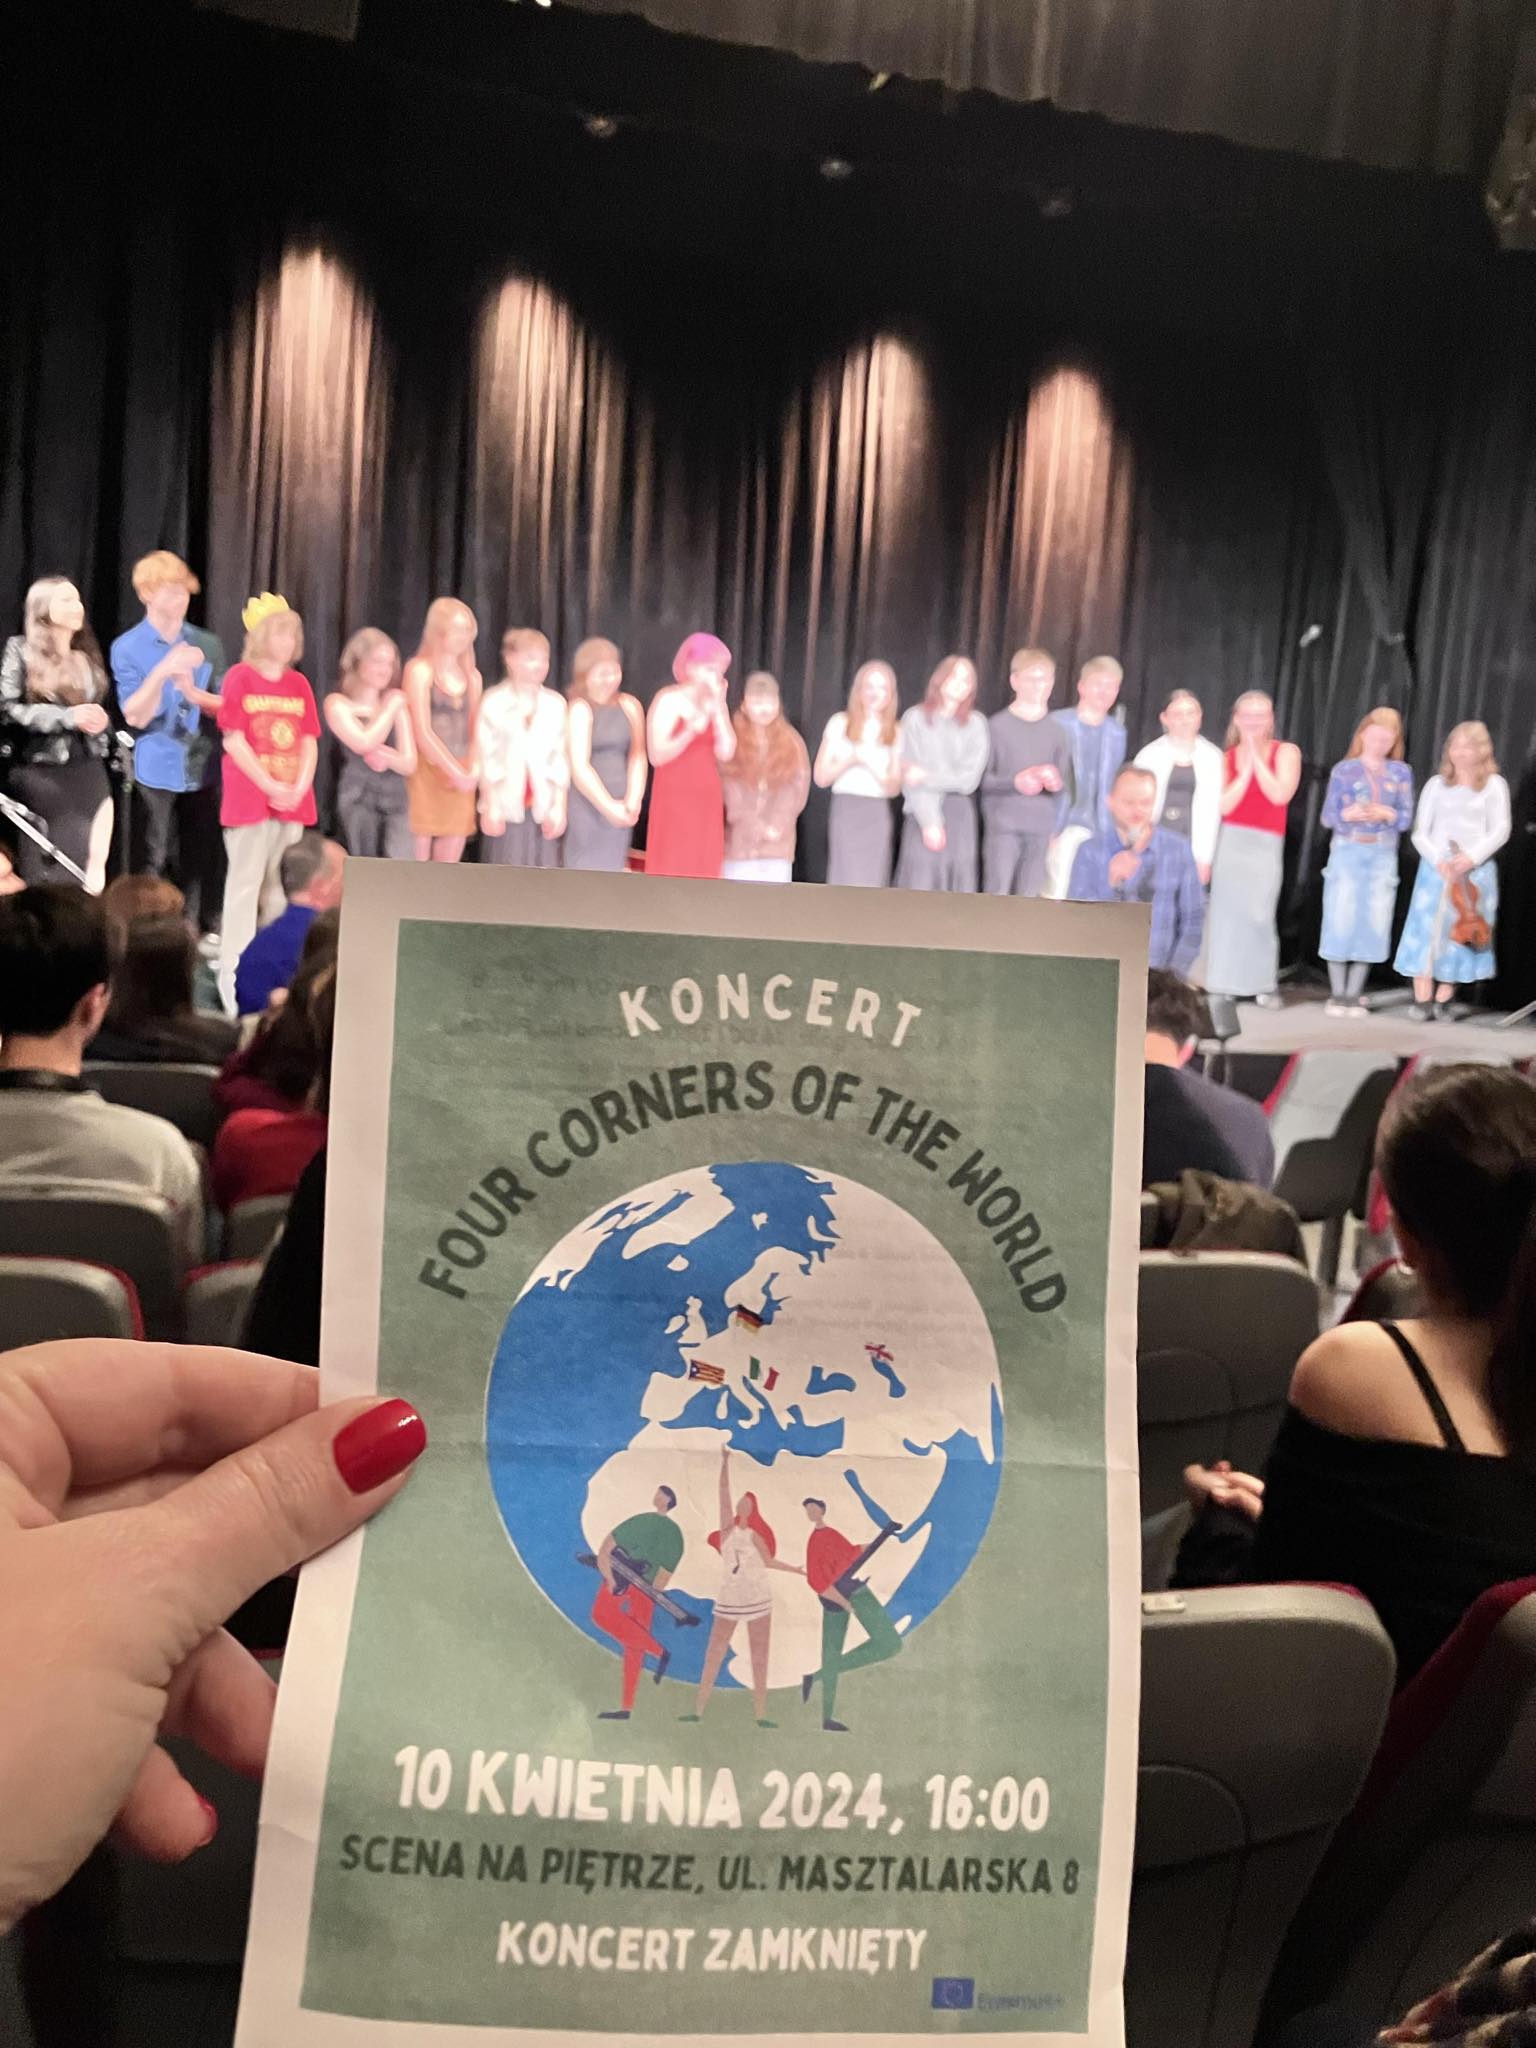 KONCERT
FOUR CORNERS OF THE WORLD
10 KWIETNIA 2024, 16:00
SCENA NA PIĘTRZE, UL. MASZTALARSKA 8
KONCERT ZAMKNIĘTY
Erasmus+